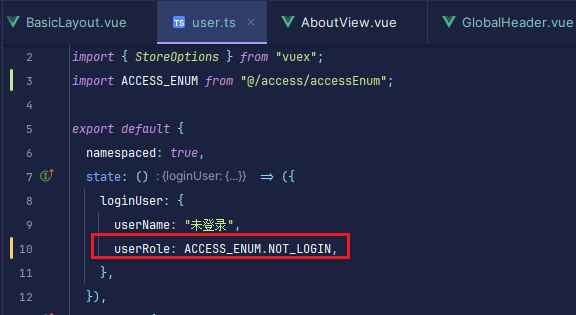 BasicLayout.vue
TS user.ts ×
AboutView.vue
GlobalHeader.vue
2 import { StoreOptions } from "vuex";
3 import ACCESS_ENUM from "@/access/accessEnum";
4
5 export default {
6 namespaced: true,
7 state: () : {loginUser: {...}} => ({
8 loginUser: {
9 userName: "未登录",
10 userRole: ACCESS_ENUM.NOT_LOGIN,
11 },
12 }),